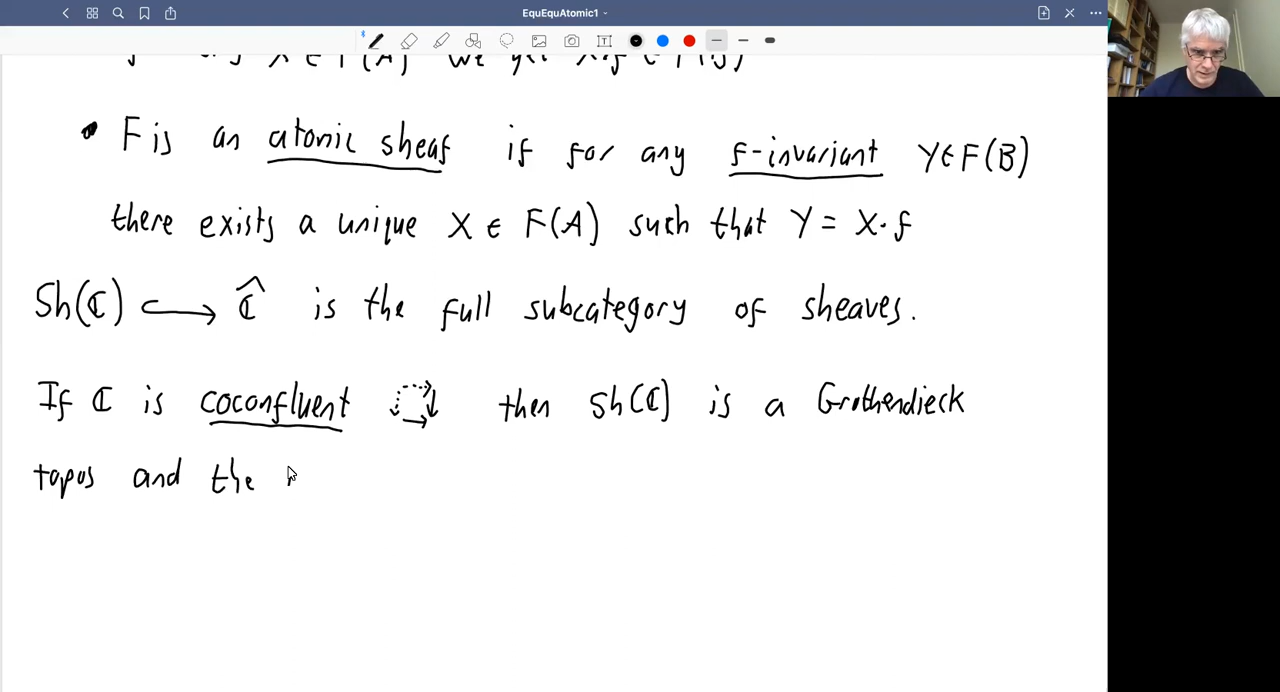 EquEquAtomic1
• F is an atomic sheaf if for any f-invariant Y ∈ F(B)
there exists a unique X ∈ F(A) such that Y = X·f
Sh(ℂ) ↪ ℂ̂ is the full subcategory of sheaves.
If ℂ is coconfluent then Sh(ℂ) is a Grothendieck
topos and the